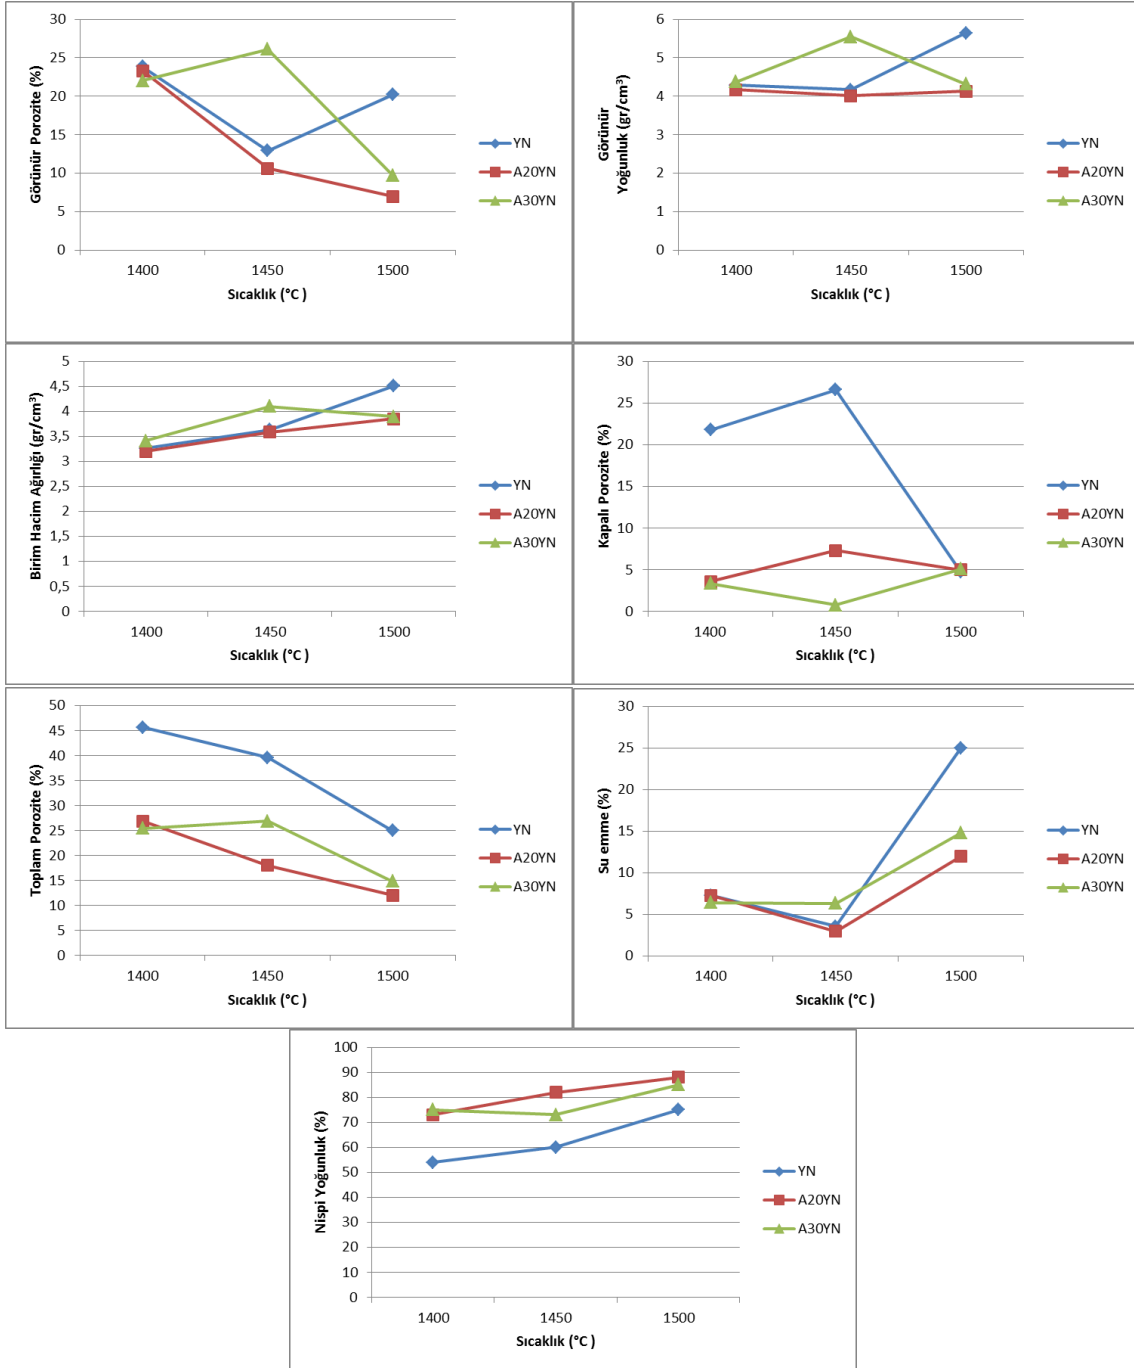 Görünür Porozite (%)
30
25
20
15
10
5
0
1400 1450 1500
Sıcaklık (°C )
YN
A20YN
A30YN
Görünür
Yoğunluk (gr/cm³)
6
5
4
3
2
1
0
1400 1450 1500
Sıcaklık (°C )
YN
A20YN
A30YN
Birim Hacim Ağırlığı (gr/cm³)
5
4,5
4
3,5
3
2,5
2
1,5
1
0,5
0
1400 1450 1500
Sıcaklık (°C )
YN
A20YN
A30YN
Kapalı Porozite (%)
30
25
20
15
10
5
0
1400 1450 1500
Sıcaklık (°C )
YN
A20YN
A30YN
Toplam Porozite (%)
50
45
40
35
30
25
20
15
10
5
0
1400 1450 1500
Sıcaklık (°C )
YN
A20YN
A30YN
Su emme (%)
30
25
20
15
10
5
0
1400 1450 1500
Sıcaklık (°C )
YN
A20YN
A30YN
Nispi Yoğunluk (%)
100
90
80
70
60
50
40
30
20
10
0
1400 1450 1500
Sıcaklık (°C )
YN
A20YN
A30YN